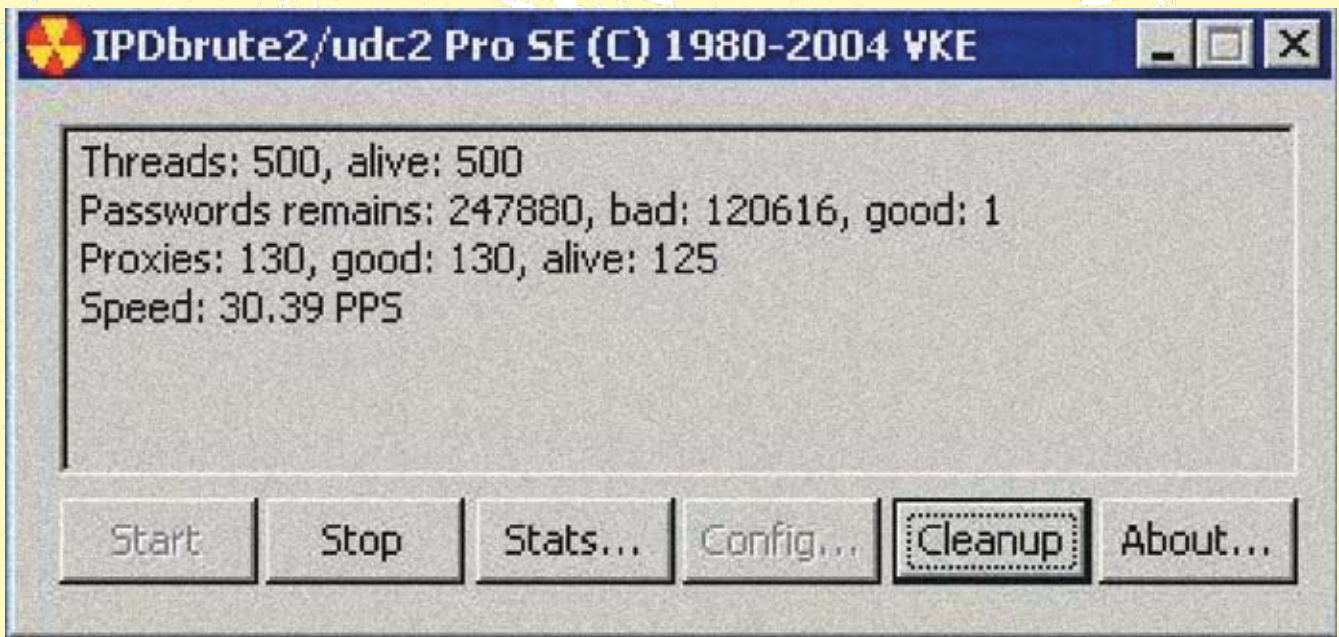 IPDbrute2/udc2 Pro SE (C) 1980-2004 VKE
Threads: 500, alive: 500
Passwords remains: 247880, bad: 120616, good: 1
Proxies: 130, good: 130, alive: 125
Speed: 30.39 PPS
Start Stop Stats... Config... Cleanup About...